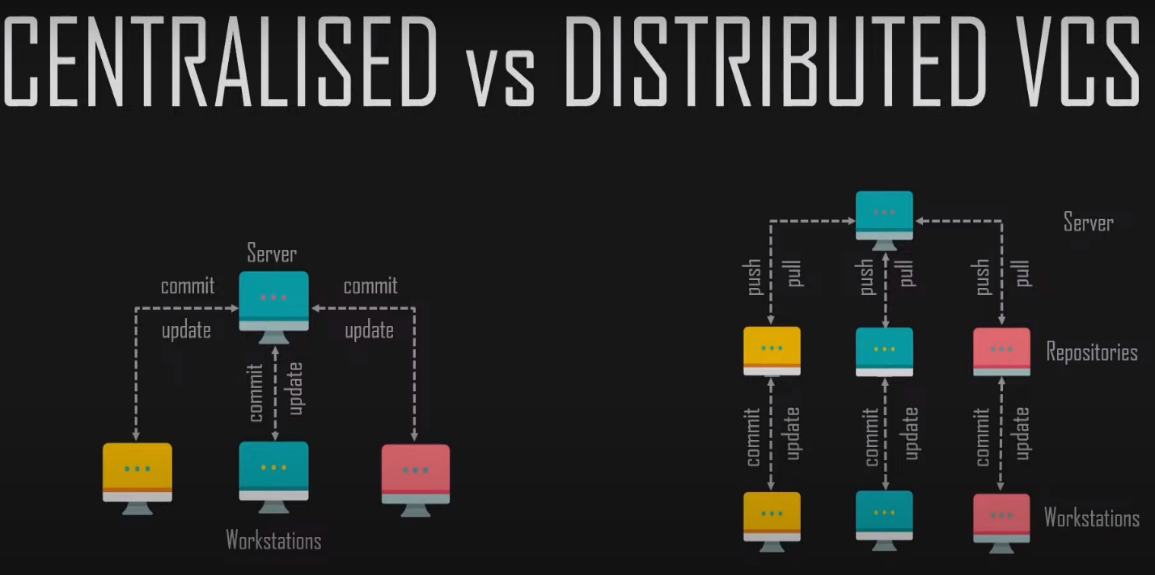 CENTRALISED vs DISTRIBUTED VCS
Server
commit
commit
update
update
commit
update
Workstations
Server
push
pull
push
pull
push
pull
Repositories
commit
update
commit
update
commit
update
Workstations